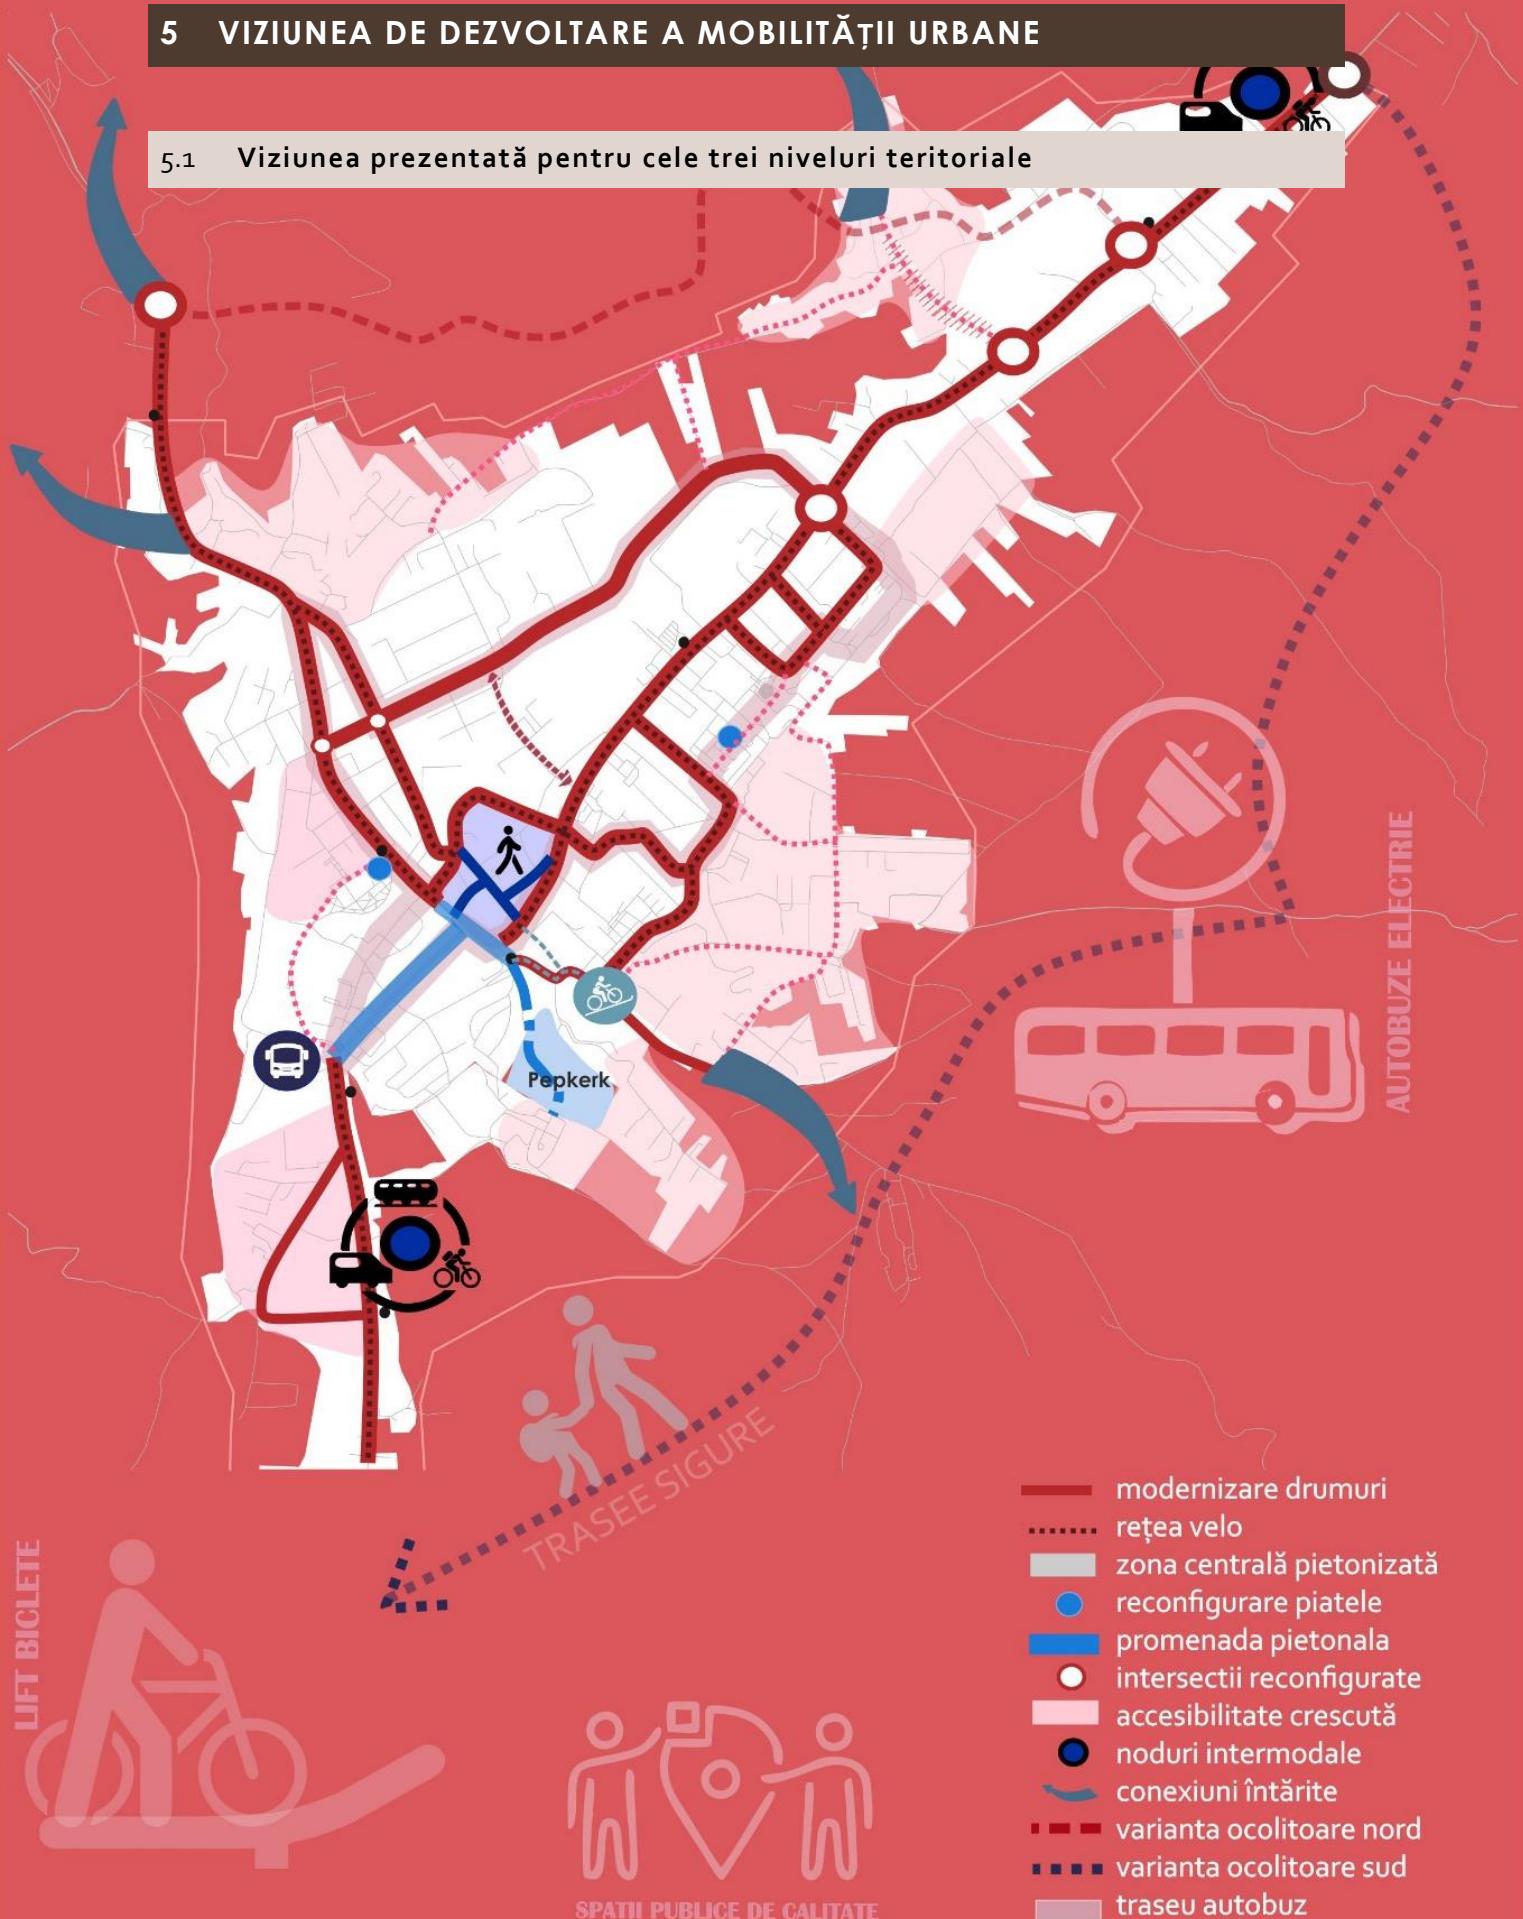 5 VIZIUNEA DE DEZVOLTARE A MOBILITĂȚII URBANE
5.1 Viziunea prezentată pentru cele trei niveluri teritoriale
Pepkerk
AUTOBUZE ELECTRIE
TRASEE SIGURE
LIFT BICLETE
SPATII PUBLICE DE CALITATE
modernizare drumuri
rețea velo
zona centrală pietonizată
reconfigurare piatele
promenada pietonala
intersectii reconfigurate
accesibilitate crescută
noduri intermodale
conexiuni întărite
varianta ocolitoare nord
varianta ocolitoare sud
traseu autobuz